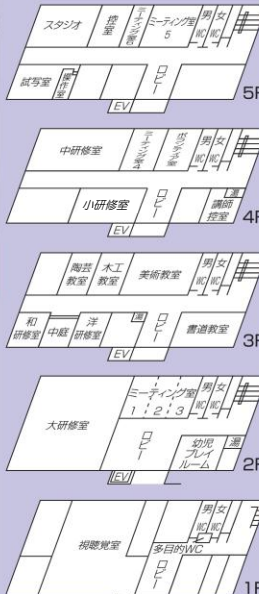 スタジオ
控室
ミーティング室6
ミーティング室
5
男
WC
女
WC
試写室
操作室
ロビー
EV
5F
中研修室
ミーティング室4
ボランティア室
男
WC
女
WC
小研修室
ロビー
湯
講師
控室
EV
4F
陶芸
教室
木工
教室
美術教室
男
WC
女
WC
和
研修室
中庭
洋
研修室
湯
ロビー
書道教室
EV
3F
大研修室
ミーティング室
1 2 3
男
WC
女
WC
ロビー
幼児
プレイ
ルーム
湯
EV
2F
視聴覚室
男
WC
女
WC
多目的WC
ロビー
1F